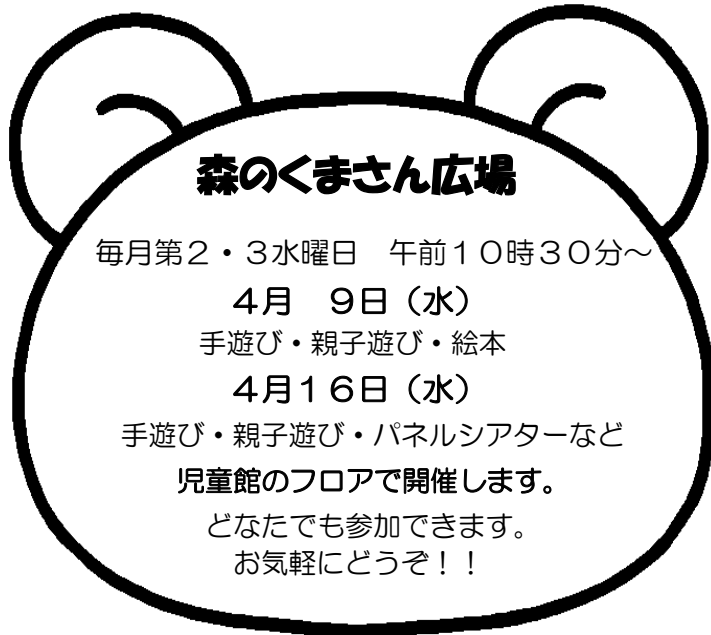 森のくまさん広場
毎月第２・３水曜日　午前１０時３０分～
４月　９日（水）
手遊び・親子遊び・絵本
４月１６日（水）
手遊び・親子遊び・パネルシアターなど
児童館のフロアで開催します。
どなたでも参加できます。
お気軽にどうぞ！！